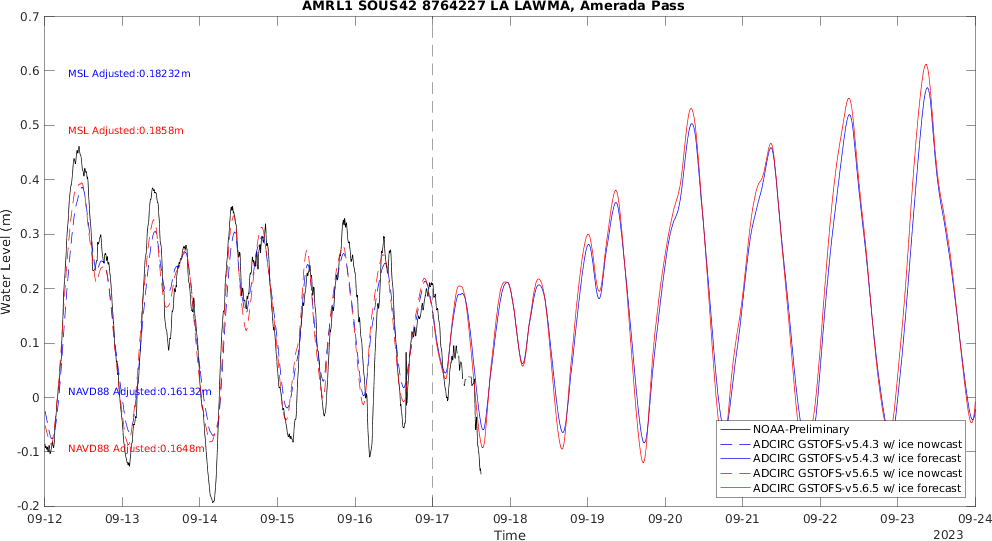 AMRL1 SOUS42 8764227 LA LAWMA, Amerada Pass
0.7
0.6
0.5
0.4
0.3
0.2
0.1
0
-0.1
-0.2
Water Level (m)
MSL Adjusted:0.18232m
MSL Adjusted:0.1858m
NAVD88 Adjusted:0.16132m
NAVD88 Adjusted:0.1648m
NOAA-Preliminary
ADCIRC GSTOFS-v5.4.3 w/ ice nowcast
ADCIRC GSTOFS-v5.4.3 w/ ice forecast
ADCIRC GSTOFS-v5.6.5 w/ ice nowcast
ADCIRC GSTOFS-v5.6.5 w/ ice forecast
09-12 09-13 09-14 09-15 09-16 09-17 09-18 09-19 09-20 09-21 09-22 09-23 09-24
Time
2023